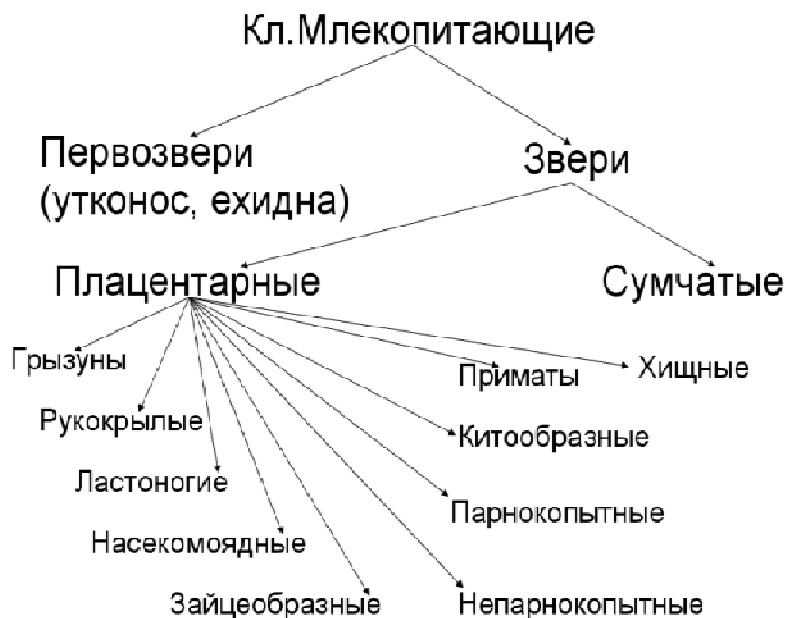 Кл.Млекопитающие
Первозвери
(утконос, ехидна)
Звери
Плацентарные
Сумчатые
Грызуны
Приматы
Хищные
Рукокрылые
Китообразные
Ластоногие
Парнокопытные
Насекомоядные
Зайцеобразные
Непарнокопытные